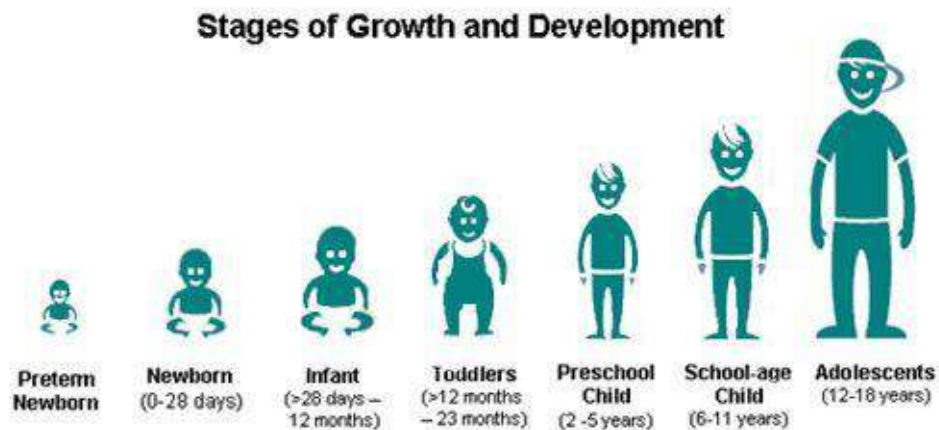 Stages of Growth and Development
Preterm
Newborn
Newborn
(0-28 days)
Infant
(>28 days –
12 months)
Toddlers
(>12 months
– 23 months)
Preschool
Child
(2 -5 years)
School-age
Child
(6-11 years)
Adolescents
(12-18 years)